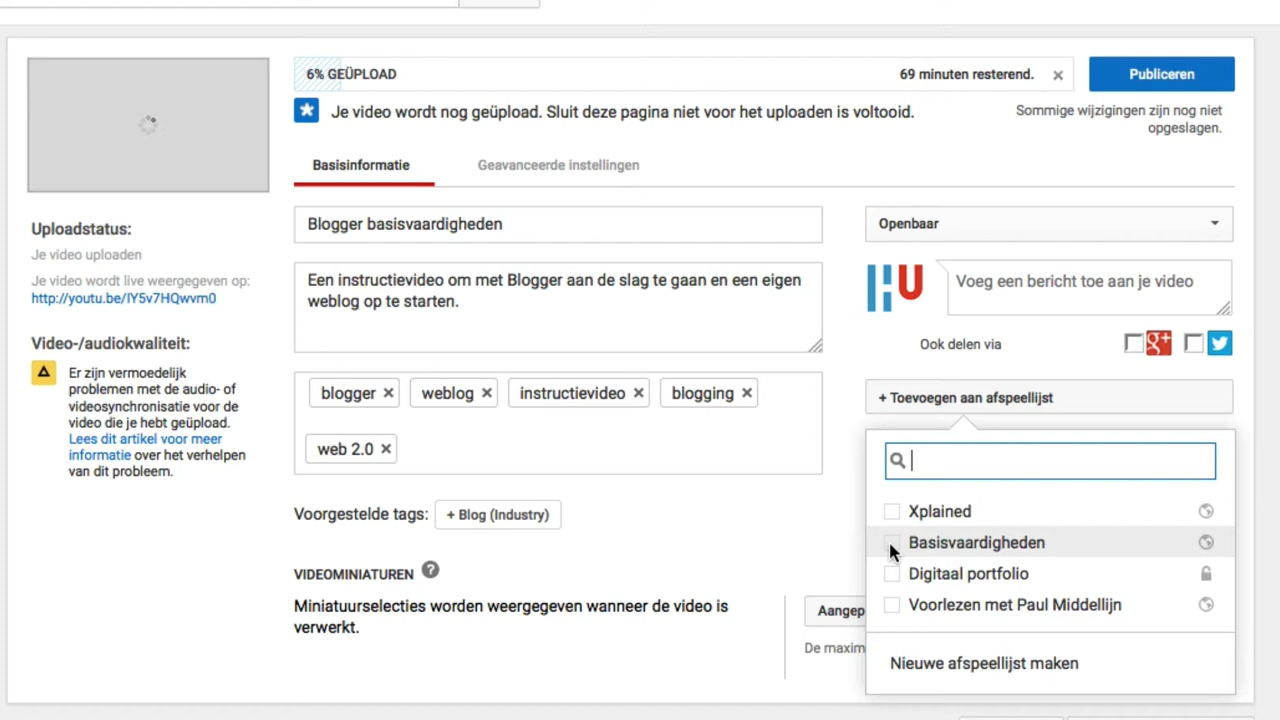 6% GEÜPLOAD
69 minuten resterend.
Publiceren
Je video wordt nog geüpload. Sluit deze pagina niet voor het uploaden is voltooid.
Sommige wijzigingen zijn nog niet
opgeslagen.
Basisinformatie
Geavanceerde instellingen
Uploadstatus:
Je video uploaden
Je video wordt live weergegeven op:
http://youtu.be/IY5v7HQwvm0
Video-/audiokwaliteit:
Er zijn vermoedelijk
problemen met de audio- of
videosynchronisatie voor de
video die je hebt geüpload.
Lees dit artikel voor meer
informatie over het verhelpen
van dit probleem.
Blogger basisvaardigheden
Een instructievideo om met Blogger aan de slag te gaan en een eigen
weblog op te starten.
blogger
weblog
instructievideo
blogging
web 2.0
Voorgestelde tags:
+ Blog (Industry)
VIDEOMINIATUREN
Miniatuurselecties worden weergegeven wanneer de video is
verwerkt.
Aangep
De maxim
Openbaar
HU
Voeg een bericht toe aan je video
Ook delen via
g+
+ Toevoegen aan afspeellijst
Xplained
Basisvaardigheden
Digitaal portfolio
Voorlezen met Paul Middellijn
Nieuwe afspeellijst maken